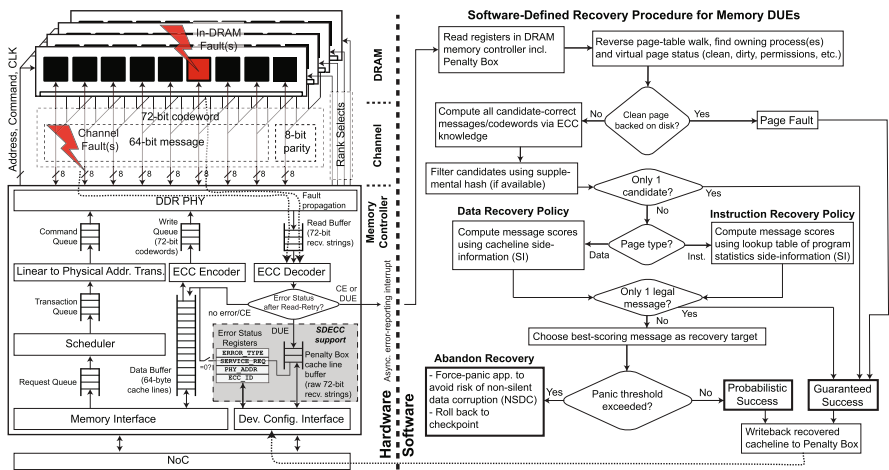 In-DRAM
Fault(s)
Address, Command, CLK
72-bit codeword
Channel
Fault(s)
64-bit message
8-bit
parity
Rank Selects
8
8
8
8
8
8
8
8
8
DRAM
Channel
Memory
Controller
DDR PHY
Fault
propagation
Command
Queue
Write
Queue
(72-bit
codewords)
Read Buffer
(72-bit
recv. strings)
Linear to Physical Addr. Trans.
ECC Encoder
ECC Decoder
Transaction
Queue
Error Status
after Read-Retry?
CE or
DUE
no error/CE
DUE
SDECC
support
Scheduler
Error Status
Registers
ERROR_TYPE
SERVICE_REQ
PHY_ADDR
ECC_ID
=0?
Penalty Box
cache line
buffer
(raw 72-bit
recv. strings)
Request Queue
Data Buffer
(64-byte
cache lines)
Memory Interface
Dev. Config. Interface
NoC
Async. error-reporting interrupt
Hardware
Software
Software-Defined Recovery Procedure for Memory DUEs
Read registers in DRAM
memory controller incl.
Penalty Box
Reverse page-table walk, find owning process(es)
and virtual page status (clean, dirty, permissions, etc.)
Compute all candidate-correct
messages/codewords via ECC
knowledge
No
Clean page
backed on disk?
Yes
Page Fault
Filter candidates using supple-
mental hash (if available)
Only 1
candidate?
Yes
No
Data Recovery Policy
Compute message scores
using cacheline side-
information (SI)
Page type?
Data
Inst.
Instruction Recovery Policy
Compute message scores
using lookup table of program
statistics side-information (SI)
Only 1 legal
message?
Yes
No
Choose best-scoring message as recovery target
Abandon Recovery
- Force-panic app. to
avoid risk of non-silent
data corruption (NSDC)
- Roll back to
checkpoint
Yes
Panic threshold
exceeded?
No
Probabilistic
Success
Guaranteed
Success
Writeback recovered
cacheline to Penalty Box